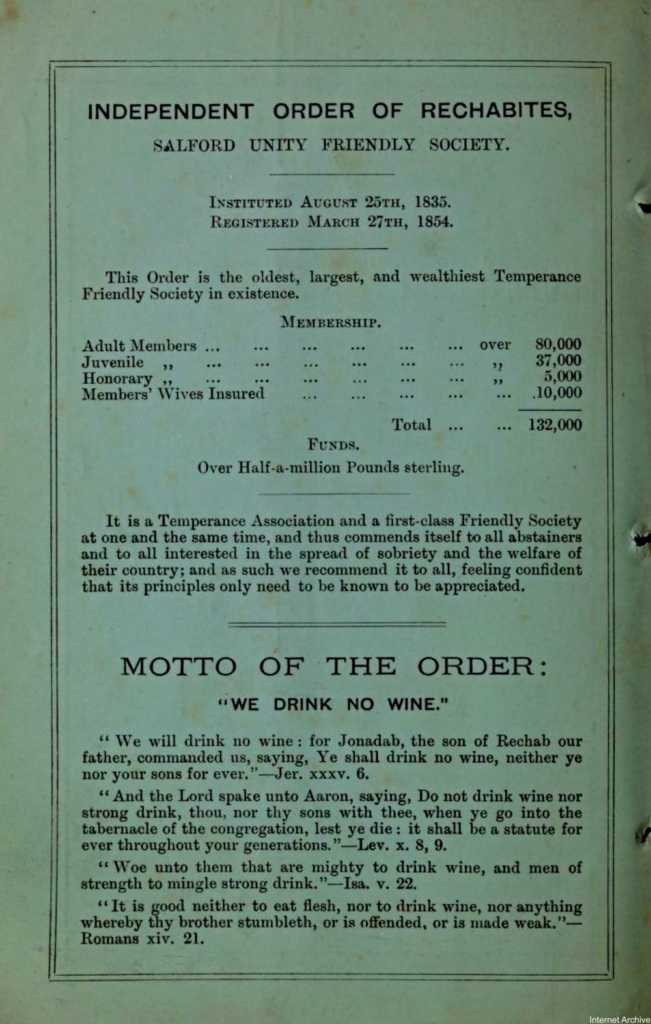 INDEPENDENT ORDER OF RECHABITES,
SALFORD UNITY FRIENDLY SOCIETY.
INSTITUTED AUGUST 25TH, 1835.
REGISTERED MARCH 27TH, 1854.
This Order is the oldest, largest, and wealthiest Temperance
Friendly Society in existence.
MEMBERSHIP.
Adult Members ... ... ... ... ... ... over 80,000
Juvenile ,, ... ... ... ... ... ... ,, 37,000
Honorary ,, ... ... ... ... ... ... ,, 5,000
Members' Wives Insured ... ... ... ... ... .10,000
Total ... ... 132,000
FUNDS.
Over Half-a-million Pounds sterling.
It is a Temperance Association and a first-class Friendly Society
at one and the same time, and thus commends itself to all abstainers
and to all interested in the spread of sobriety and the welfare of
their country; and as such we recommend it to all, feeling confident
that its principles only need to be known to be appreciated.
MOTTO OF THE ORDER:
"WE DRINK NO WINE."
"We will drink no wine: for Jonadab, the son of Rechab our
father, commanded us, saying, Ye shall drink no wine, neither ye
nor your sons for ever."—Jer. xxxv. 6.
"And the Lord spake unto Aaron, saying, Do not drink wine nor
strong drink, thou, nor thy sons with thee, when ye go into the
tabernacle of the congregation, lest ye die: it shall be a statute for
ever throughout your generations."—Lev. x. 8, 9.
"Woe unto them that are mighty to drink wine, and men of
strength to mingle strong drink."—Isa. v. 22.
"It is good neither to eat flesh, nor to drink wine, nor anything
whereby thy brother stumbleth, or is offended, or is made weak."—
Romans xiv. 21.
Internet Archive